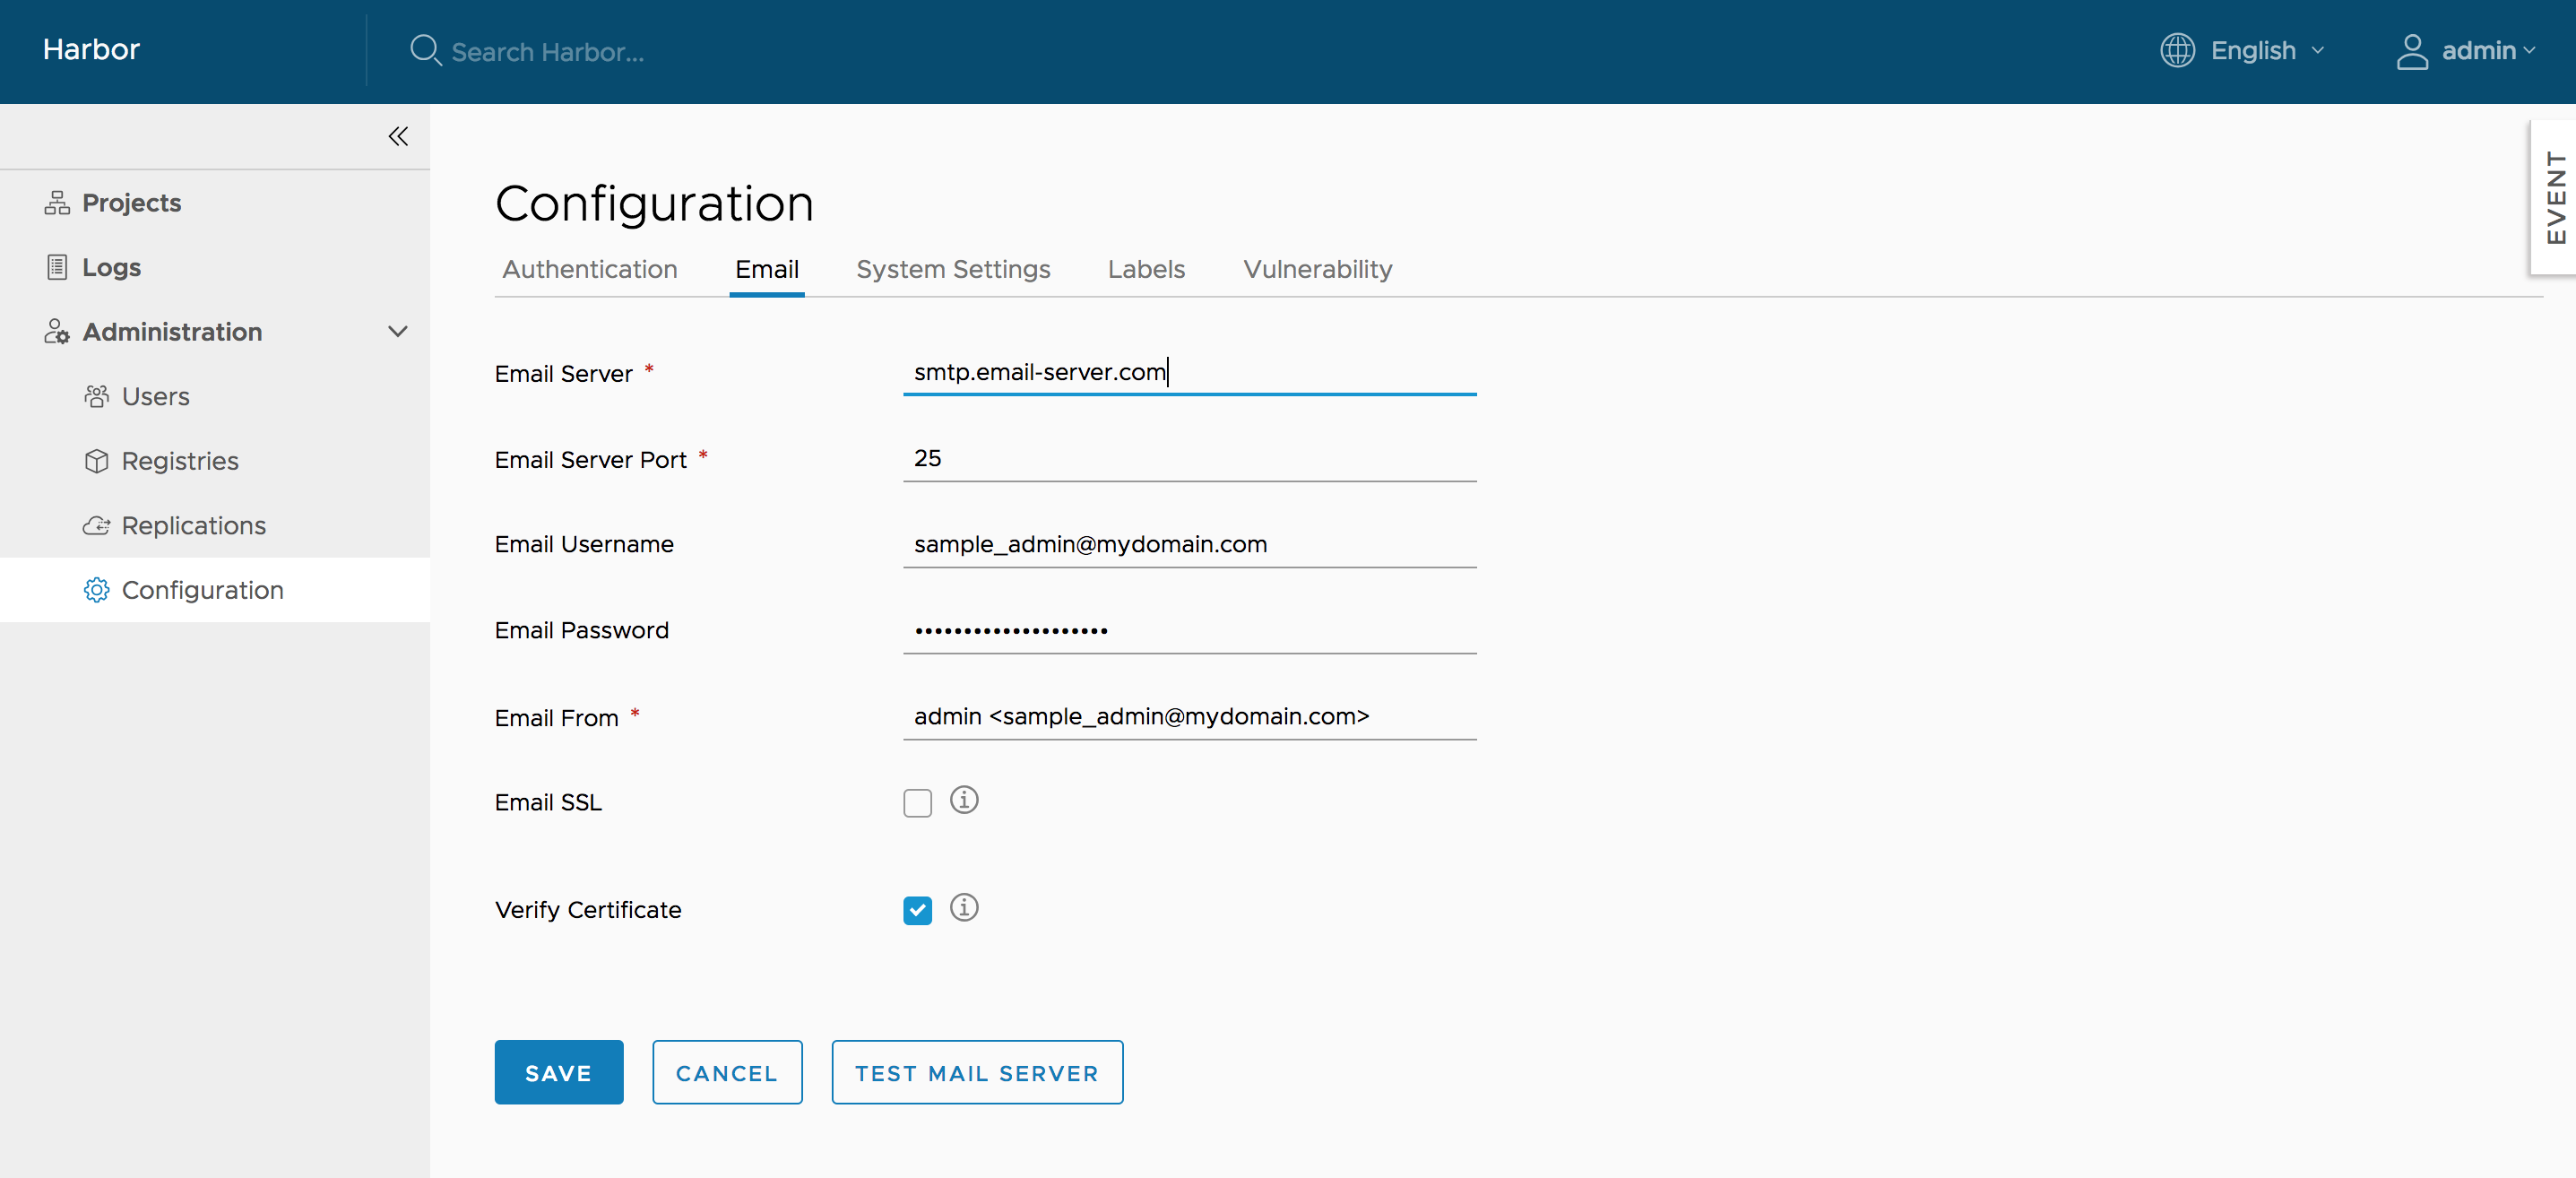 Harbor
Search Harbor...
English
admin
EVENT
Projects
Logs
Administration
Users
Registries
Replications
Configuration
Configuration
Authentication Email System Settings Labels Vulnerability
Email Server * smtp.email-server.com
Email Server Port * 25
Email Username sample_admin@mydomain.com
Email Password ••••••••••••••••••••
Email From * admin <sample_admin@mydomain.com>
Email SSL
Verify Certificate
SAVE CANCEL TEST MAIL SERVER